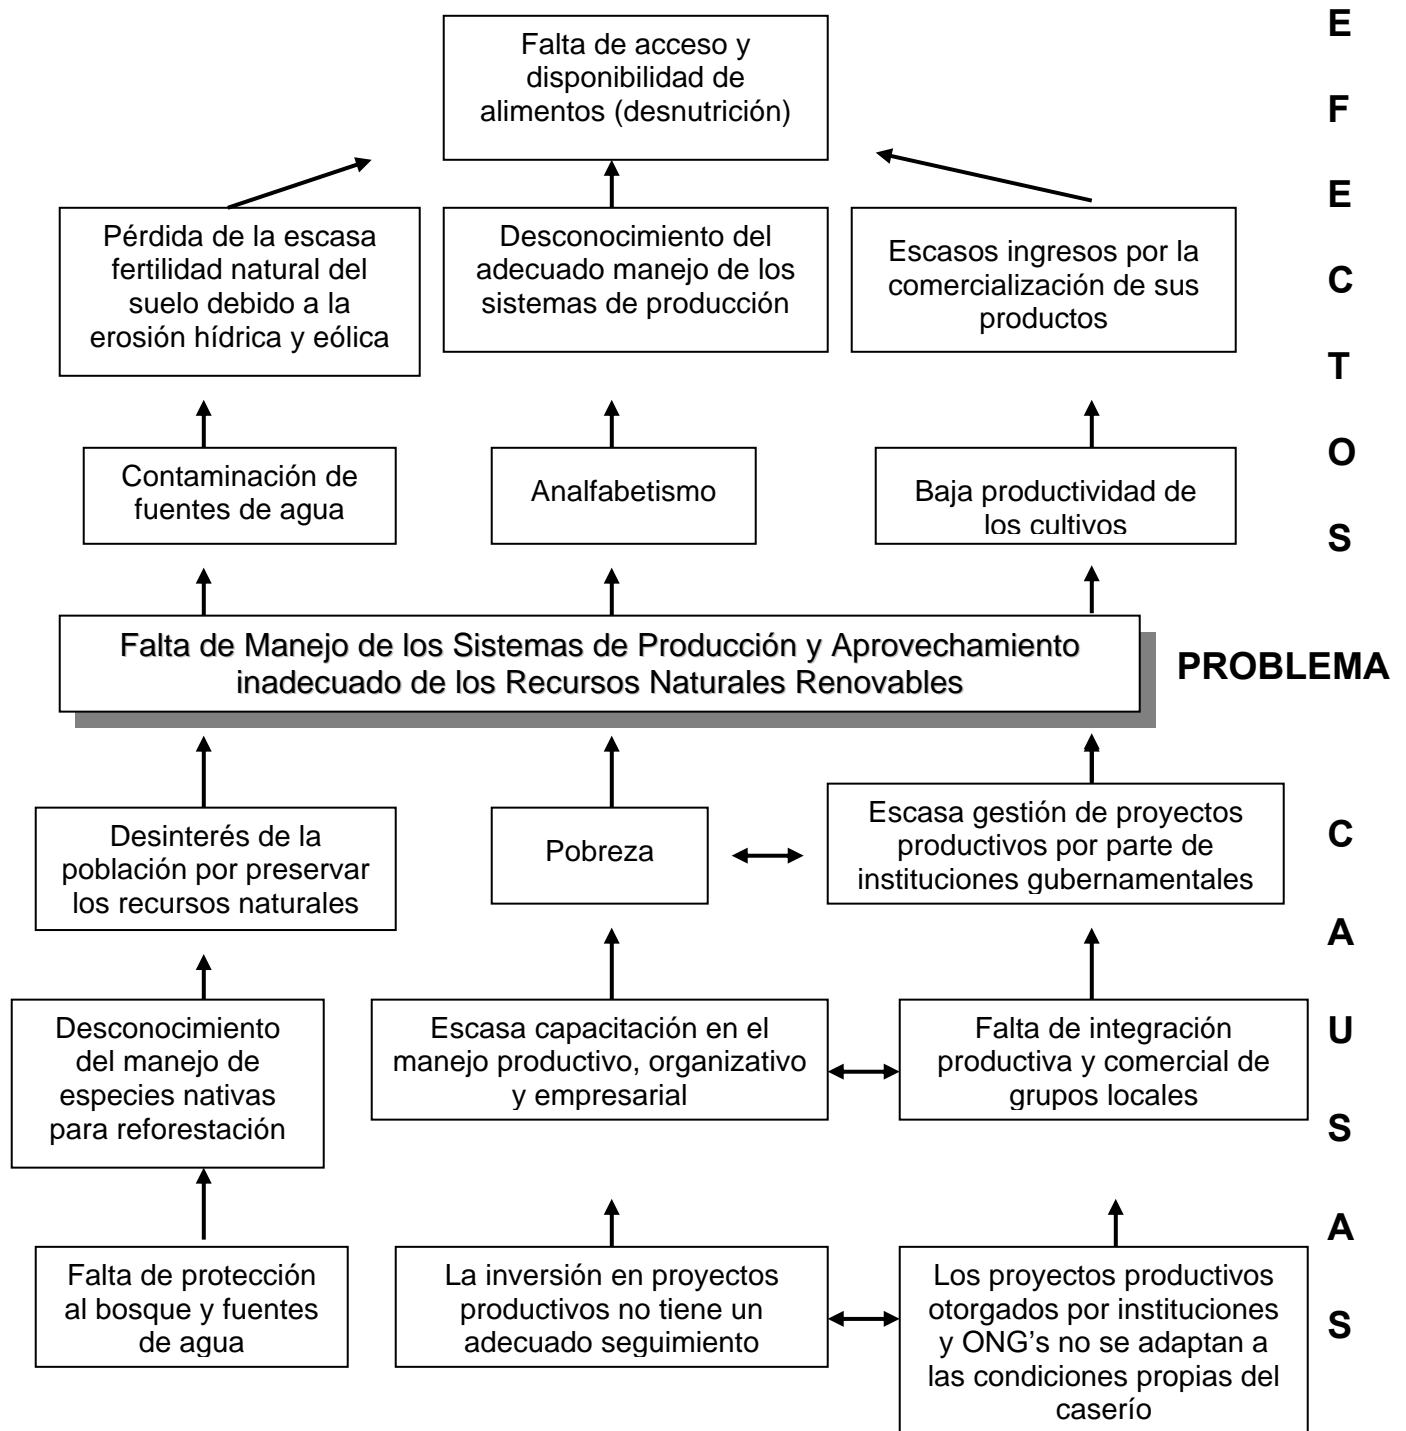 Falta de acceso y
disponibilidad de
alimentos (desnutrición)
Pérdida de la escasa
fertilidad natural del
suelo debido a la
erosión hídrica y eólica
Desconocimiento del
adecuado manejo de los
sistemas de producción
Escasos ingresos por la
comercialización de sus
productos
Contaminación de
fuentes de agua
Analfabetismo
Baja productividad de
los cultivos
E
F
E
C
T
O
S
Falta de Manejo de los Sistemas de Producción y Aprovechamiento
inadecuado de los Recursos Naturales Renovables
PROBLEMA
Desinterés de la
población por preservar
los recursos naturales
Pobreza
Escasa gestión de proyectos
productivos por parte de
instituciones gubernamentales
Desconocimiento
del manejo de
especies nativas
para reforestación
Escasa capacitación en el
manejo productivo, organizativo
y empresarial
Falta de integración
productiva y comercial de
grupos locales
Falta de protección
al bosque y fuentes
de agua
La inversión en proyectos
productivos no tiene un
adecuado seguimiento
Los proyectos productivos
otorgados por instituciones
y ONG’s no se adaptan a
las condiciones propias del
caserío
C
A
U
S
A
S